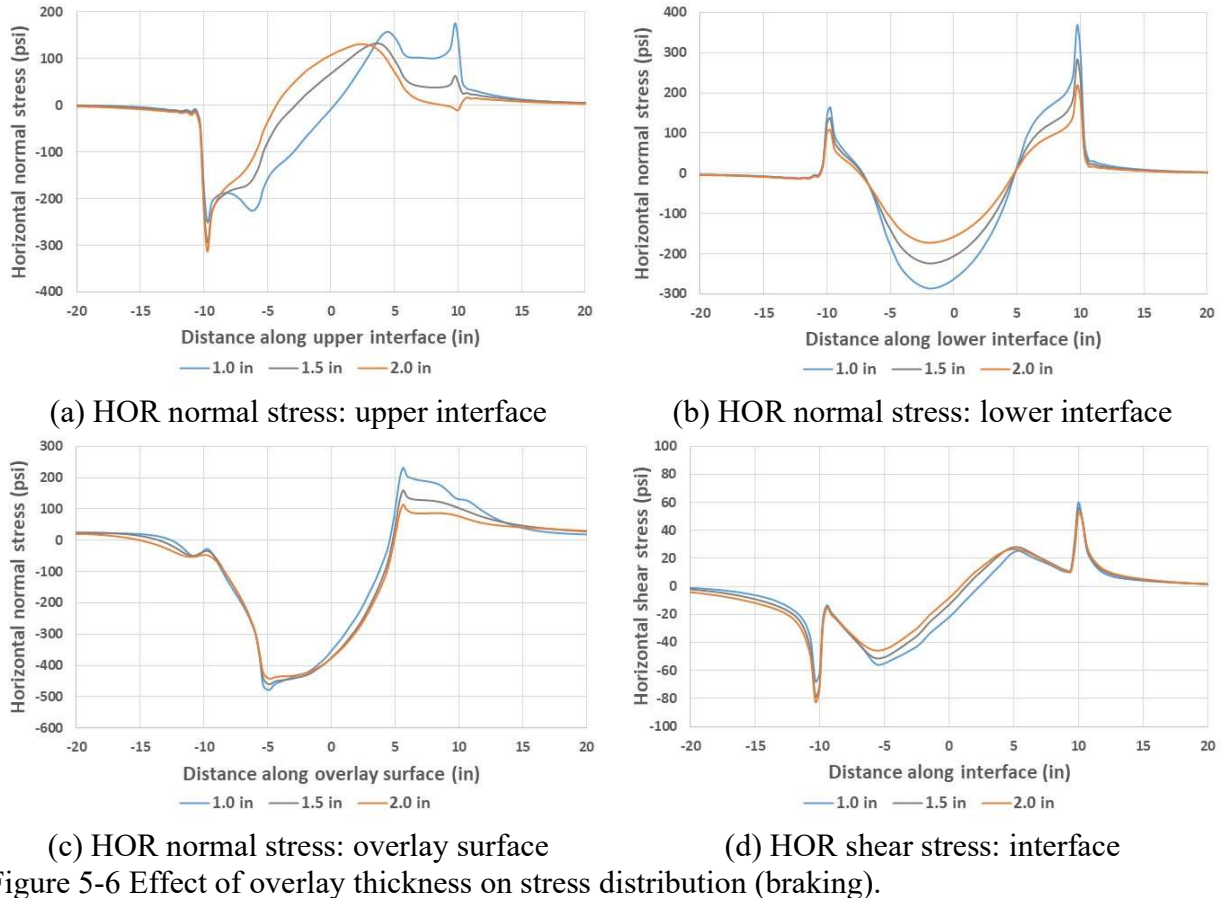 200
100
0
-100
-200
-300
-400
-20 -15 -10 -5 0 5 10 15 20
Horizontal normal stress (psi)
Distance along upper interface (in)
1.0 in 1.5 in 2.0 in
400
300
200
100
0
-100
-200
-300
-20 -15 -10 -5 0 5 10 15 20
Horizontal normal stress (psi)
Distance along lower interface (in)
1.0 in 1.5 in 2.0 in
(a) HOR normal stress: upper interface
(b) HOR normal stress: lower interface
300
200
100
0
-100
-200
-300
-400
-500
-600
-20 -15 -10 -5 0 5 10 15 20
Horizontal normal stress (psi)
Distance along overlay surface (in)
1.0 in 1.5 in 2.0 in
100
80
60
40
20
0
-20
-40
-60
-80
-100
-20 -15 -10 -5 0 5 10 15 20
Horizontal shear stress (psi)
Distance along interface (in)
1.0 in 1.5 in 2.0 in
(c) HOR normal stress: overlay surface
(d) HOR shear stress: interface
Figure 5-6 Effect of overlay thickness on stress distribution (braking).